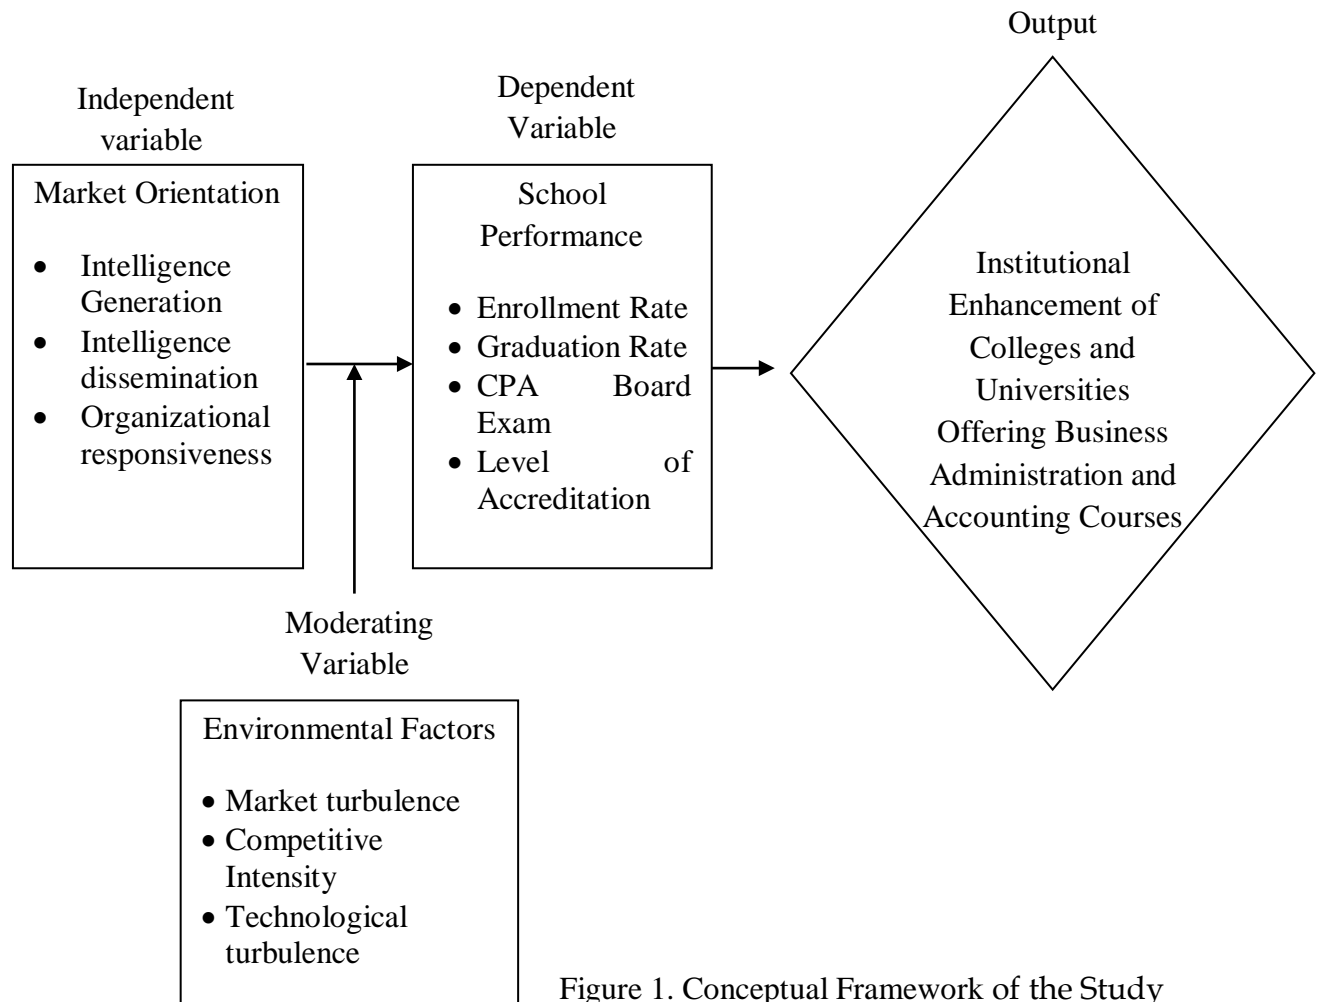 Output
Independent
variable
Dependent
Variable
Market Orientation
• Intelligence
Generation
• Intelligence
dissemination
• Organizational
responsiveness
School
Performance
• Enrollment Rate
• Graduation Rate
• CPA Board
Exam
• Level of
Accreditation
Institutional
Enhancement of
Colleges and
Universities
Offering Business
Administration and
Accounting Courses
Moderating
Variable
Environmental Factors
• Market turbulence
• Competitive
Intensity
• Technological
turbulence
Figure 1. Conceptual Framework of the Study